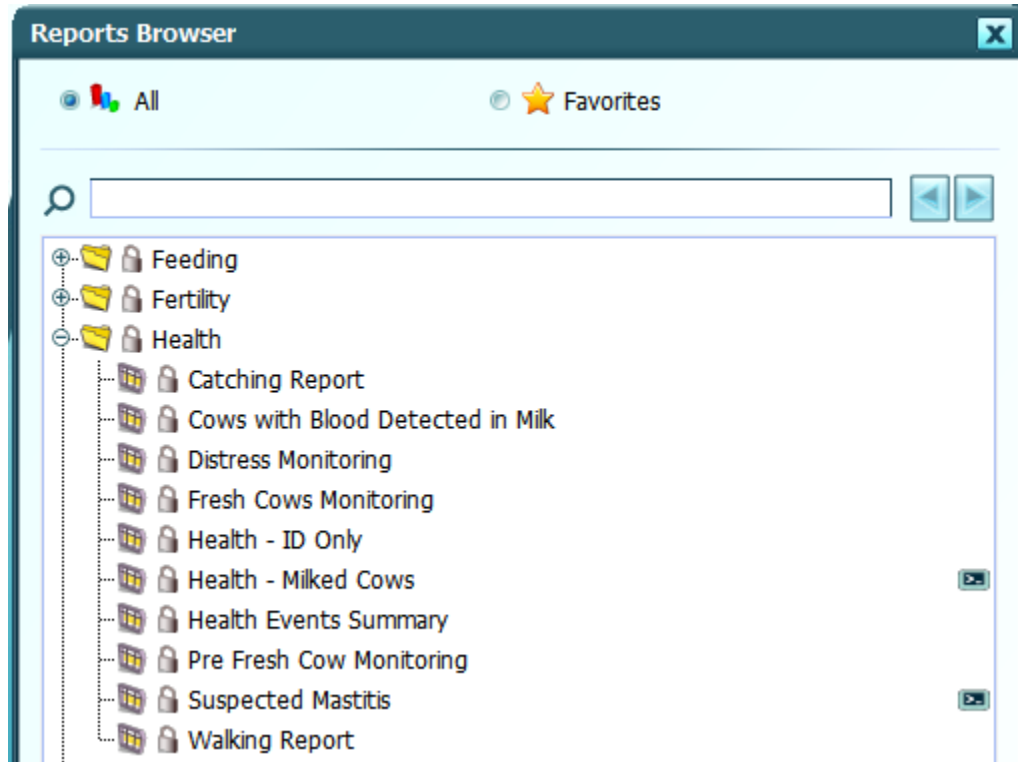 Reports Browser
All
Favorites
Feeding
Fertility
Health
Catching Report
Cows with Blood Detected in Milk
Distress Monitoring
Fresh Cows Monitoring
Health - ID Only
Health - Milked Cows
Health Events Summary
Pre Fresh Cow Monitoring
Suspected Mastitis
Walking Report